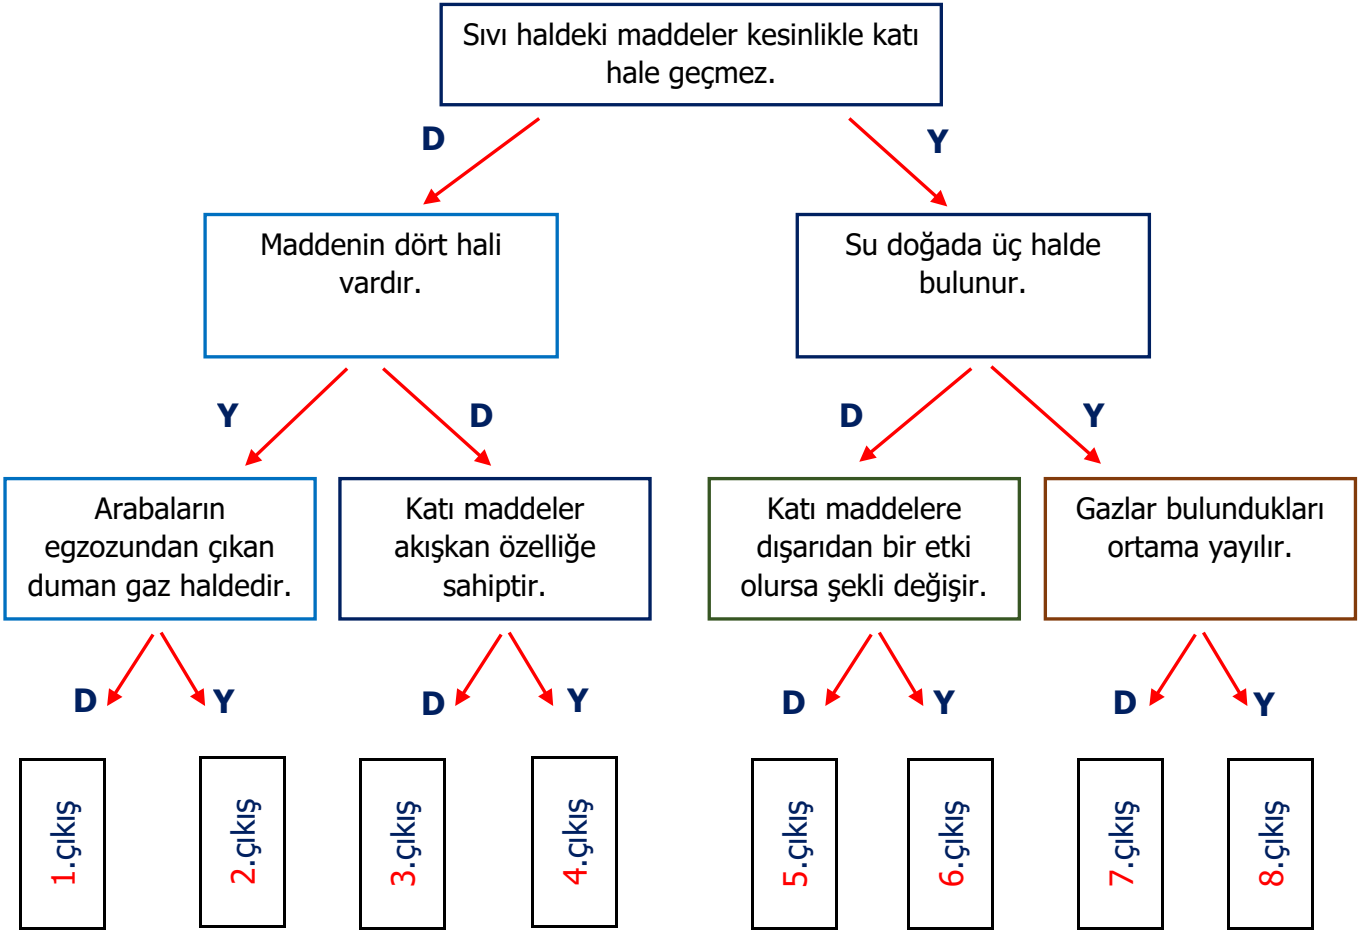 Sıvı haldeki maddeler kesinlikle katı
hale geçmez.
D
Y
Maddenin dört hali
vardır.
Su doğada üç halde
bulunur.
Y
D
D
Y
Arabaların
egzozundan çıkan
duman gaz haldedir.
Katı maddeler
akışkan özelliğe
sahiptir.
Katı maddelere
dışarıdan bir etki
olursa şekli değişir.
Gazlar bulundukları
ortama yayılır.
D
Y
D
Y
D
Y
D
Y
1.çıkış
2.çıkış
3.çıkış
4.çıkış
5.çıkış
6.çıkış
7.çıkış
8.çıkış